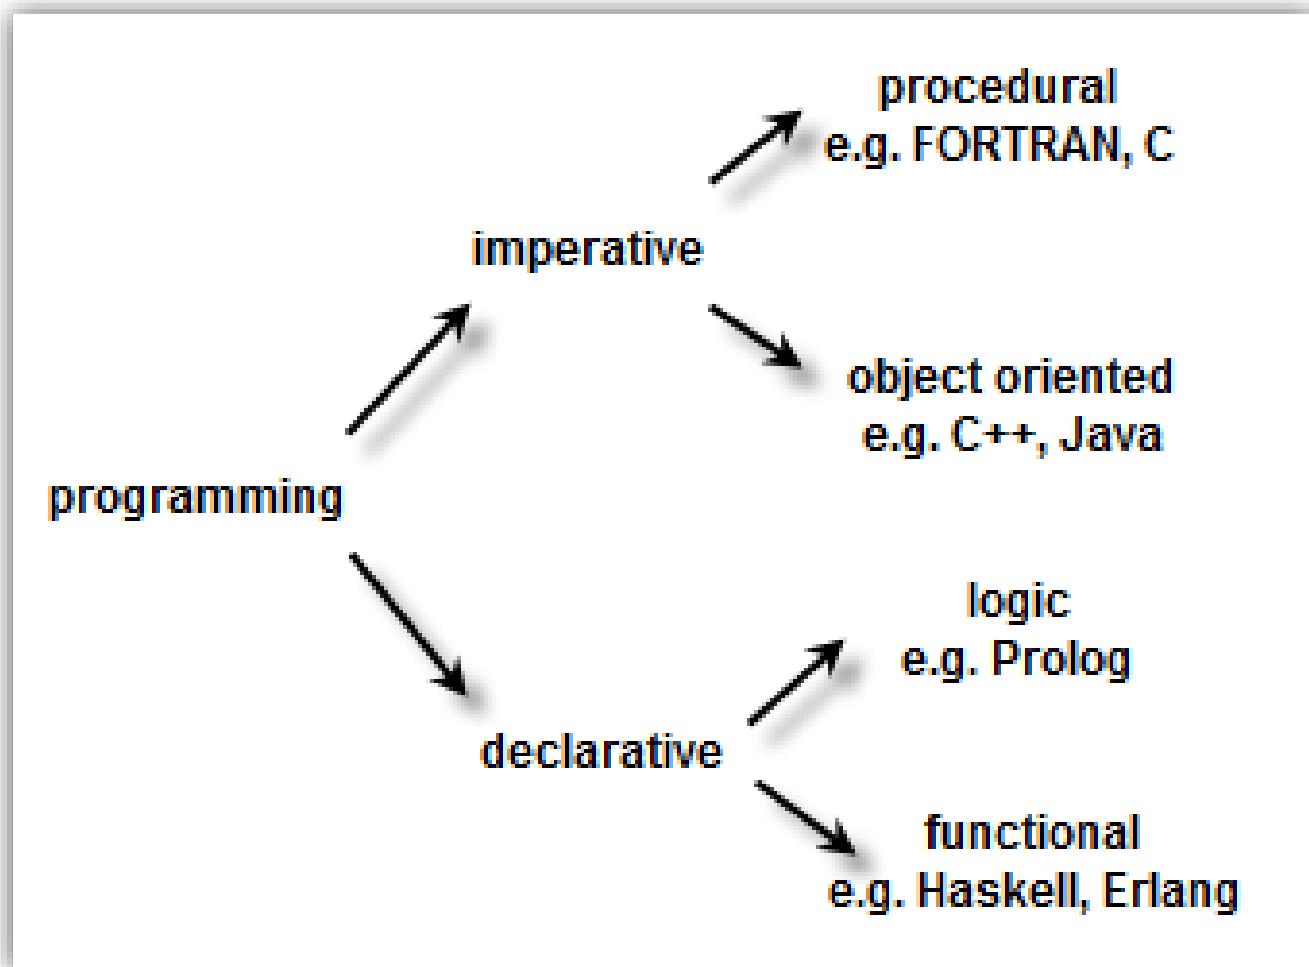 procedural
e.g. FORTRAN, C
imperative
object oriented
e.g. C++, Java
programming
logic
e.g. Prolog
declarative
functional
e.g. Haskell, Erlang